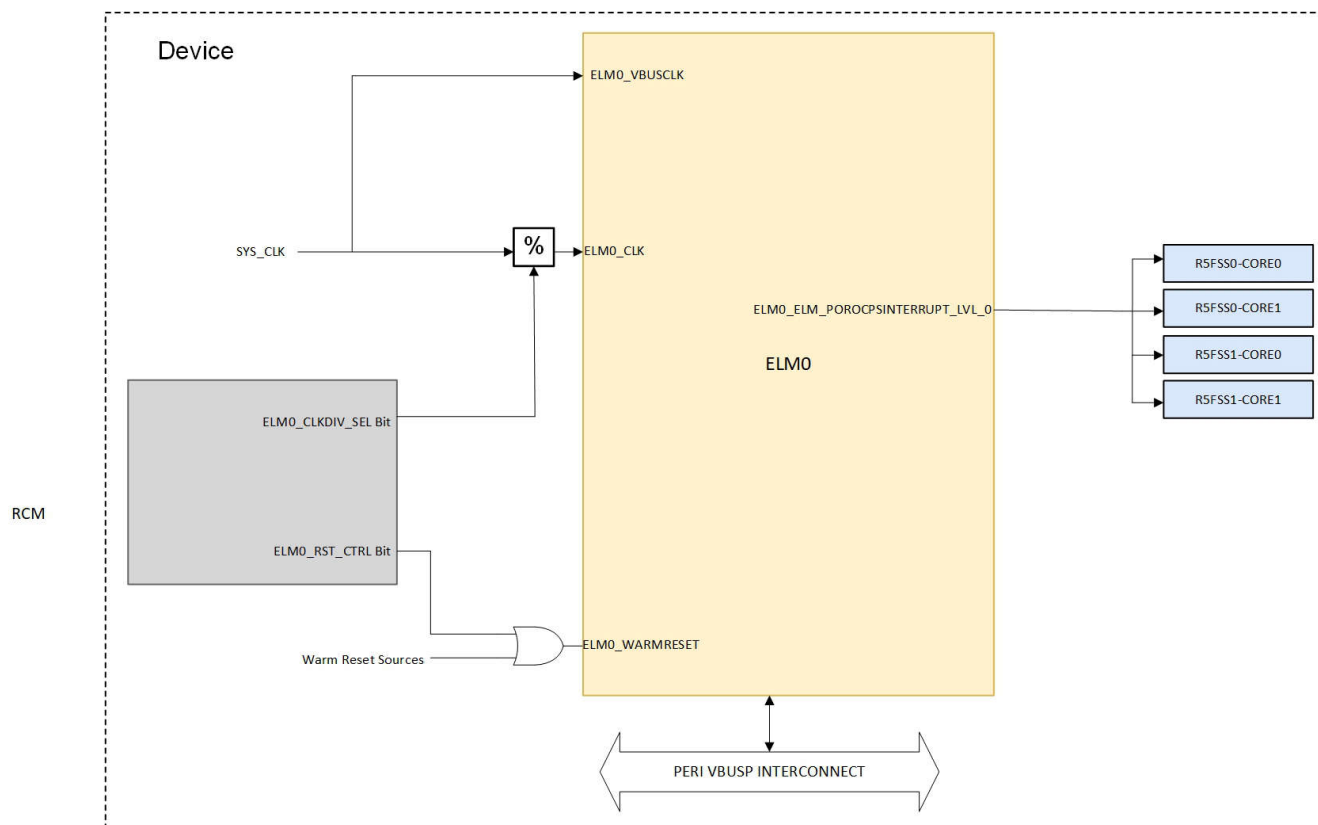 Device
ELM0_VBUSCLK
SYS_CLK
%
ELM0_CLK
R5FSS0-CORE0
ELM0_ELM_POROCPSINTERRUPT_LVL_0
R5FSS0-CORE1
R5FSS1-CORE0
ELM0
R5FSS1-CORE1
ELM0_CLKDIV_SEL Bit
RCM
ELM0_RST_CTRL Bit
ELM0_WARMRESET
Warm Reset Sources
PERI VBUSP INTERCONNECT